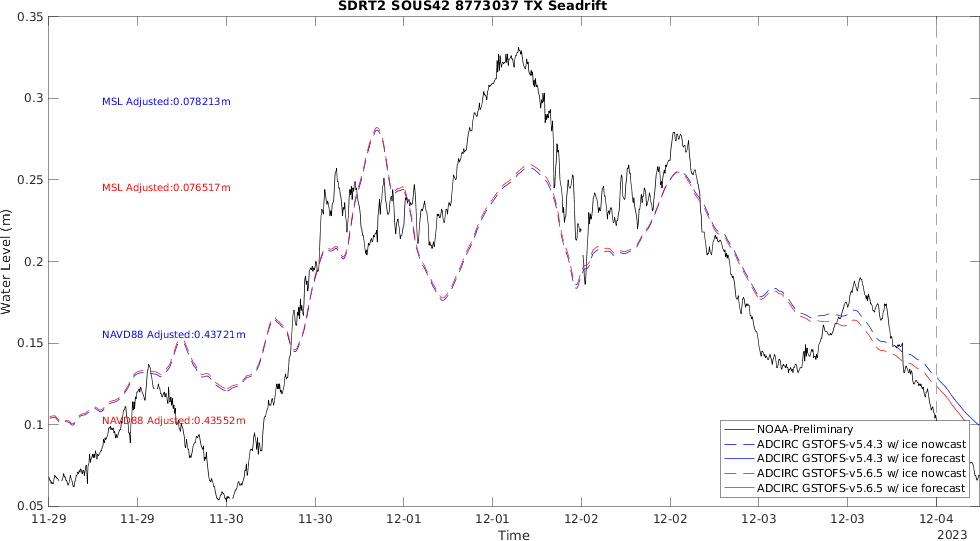 SDRT2 SOUS42 8773037 TX Seadrift
0.35
0.3
0.25
0.2
0.15
0.1
0.05
Water Level (m)
MSL Adjusted:0.078213m
MSL Adjusted:0.076517m
NAVD88 Adjusted:0.43721m
NAVD88 Adjusted:0.43552m
NOAA-Preliminary
ADCIRC GSTOFS-v5.4.3 w/ ice nowcast
ADCIRC GSTOFS-v5.4.3 w/ ice forecast
ADCIRC GSTOFS-v5.6.5 w/ ice nowcast
ADCIRC GSTOFS-v5.6.5 w/ ice forecast
11-29 11-29 11-30 11-30 12-01 12-01 12-02 12-02 12-03 12-03 12-04
Time
2023